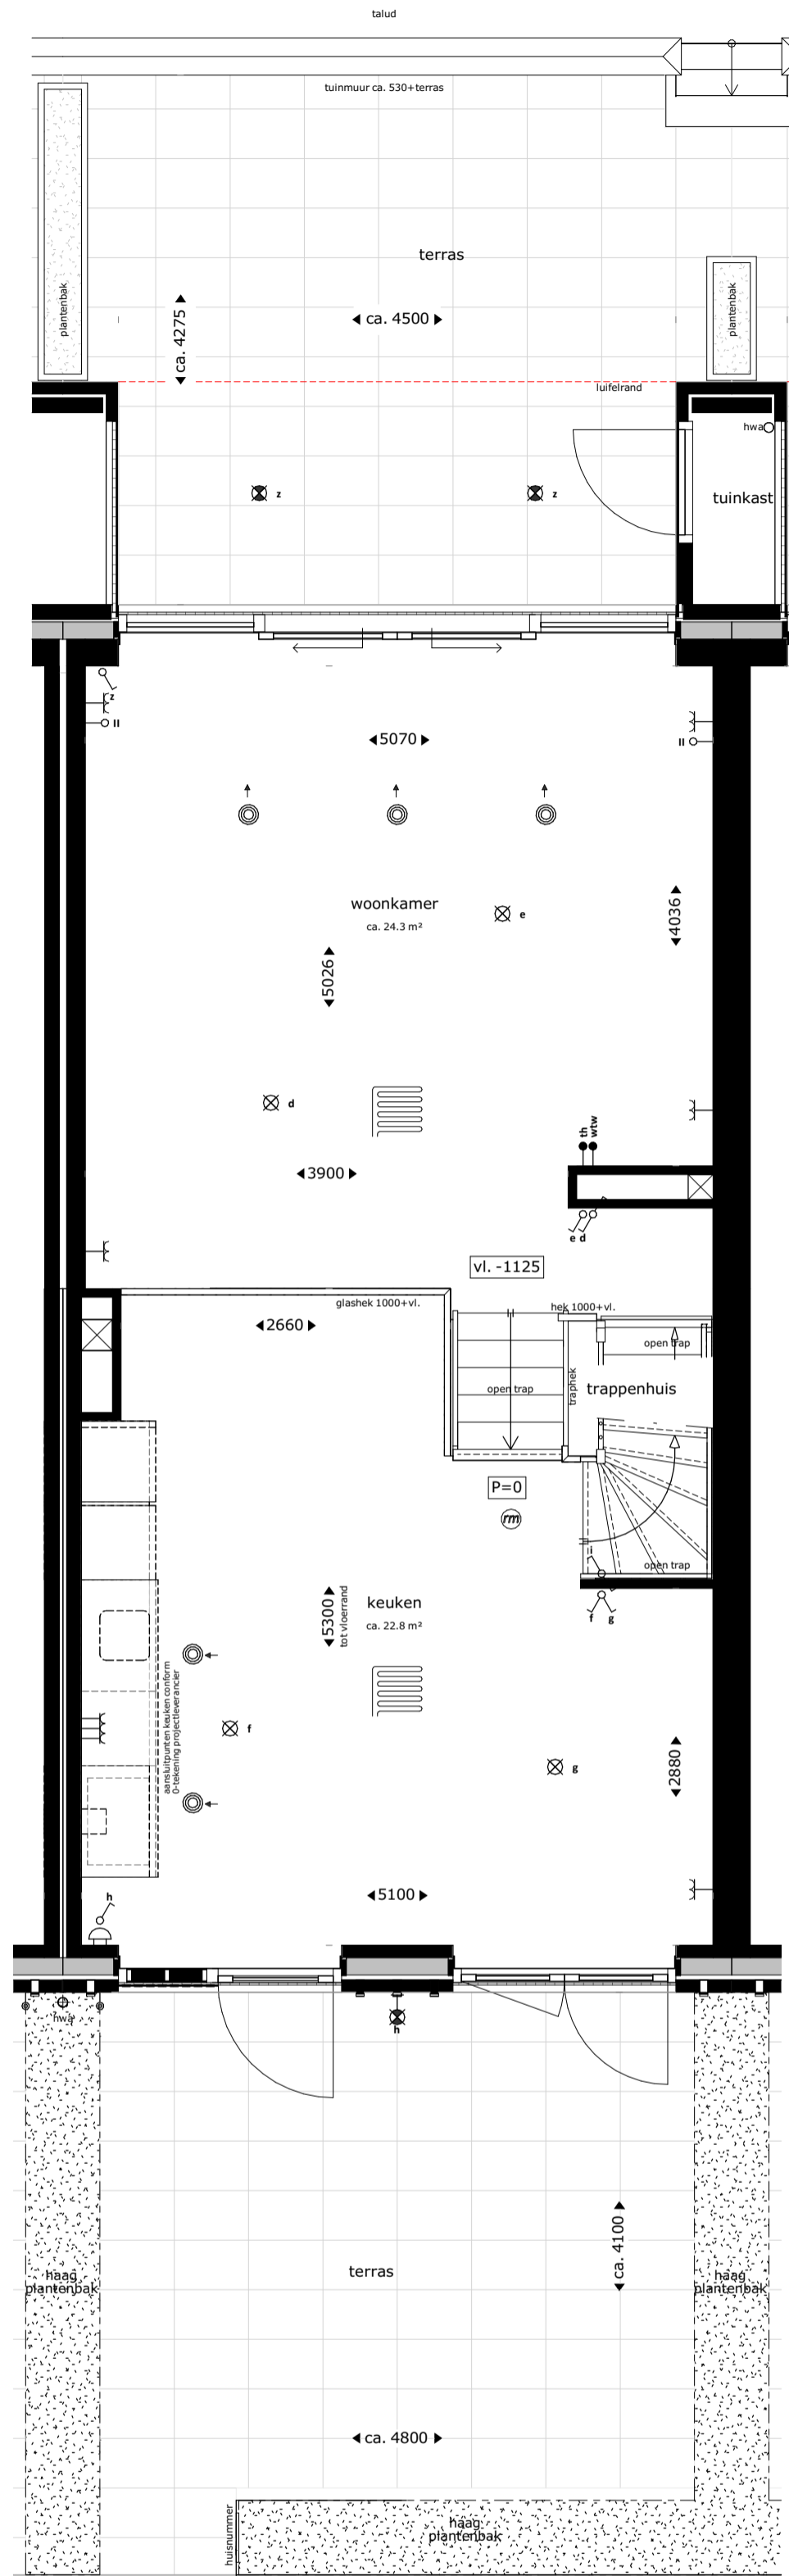 talud
tuinmuur ca. 530+terras
terras
plantenbak
plantenbak
ca. 4275
ca. 4500
luifelrand
hwa
z
z
tuinkast
z
II
5070
II
woonkamer
ca. 24.3 m²
e
4036
5026
d
th
wtw
3900
e d
vl. -1125
glashek 1000+vl.
hek 1000+vl.
2660
open trap
open trap
traphek
trappenhuis
P=0
rm
open trap
i
f
g
keuken
ca. 22.8 m²
5300
tot vloerrand
aansluitpunten keuken conform
0-tekening projectleverancier
f
g
2880
h
5100
hwa
h
ca. 4100
terras
haag
plantenbak
haag
plantenbak
ca. 4800
huisnummer
haag
plantenbak